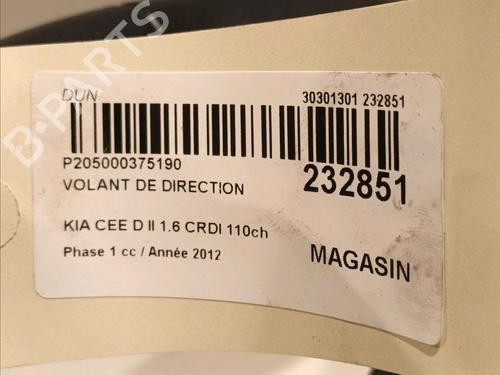 DUN
30301301 232851
P205000375190
232851
VOLANT DE DIRECTION
KIA CEE D II 1.6 CRDI 110ch
Phase 1 cc / Année 2012
MAGASIN
B-PARTS